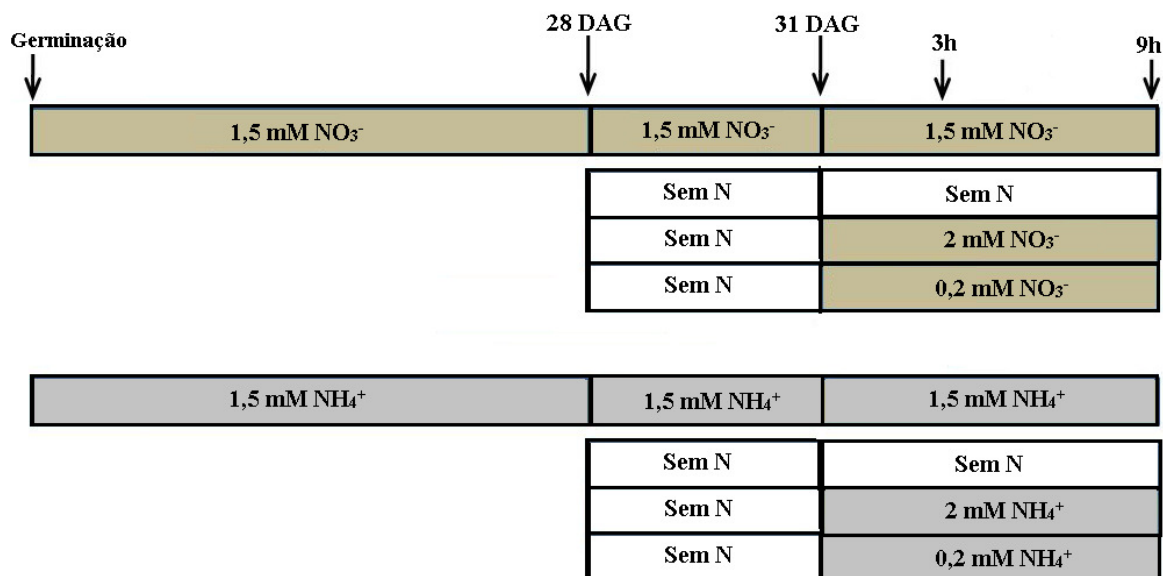 Germinação 28 DAG 31 DAG 3h 9h
1,5 mM NO₃⁻ 1,5 mM NO₃⁻ 1,5 mM NO₃⁻
Sem N Sem N
Sem N 2 mM NO₃⁻
Sem N 0,2 mM NO₃⁻
1,5 mM NH₄⁺ 1,5 mM NH₄⁺ 1,5 mM NH₄⁺
Sem N Sem N
Sem N 2 mM NH₄⁺
Sem N 0,2 mM NH₄⁺